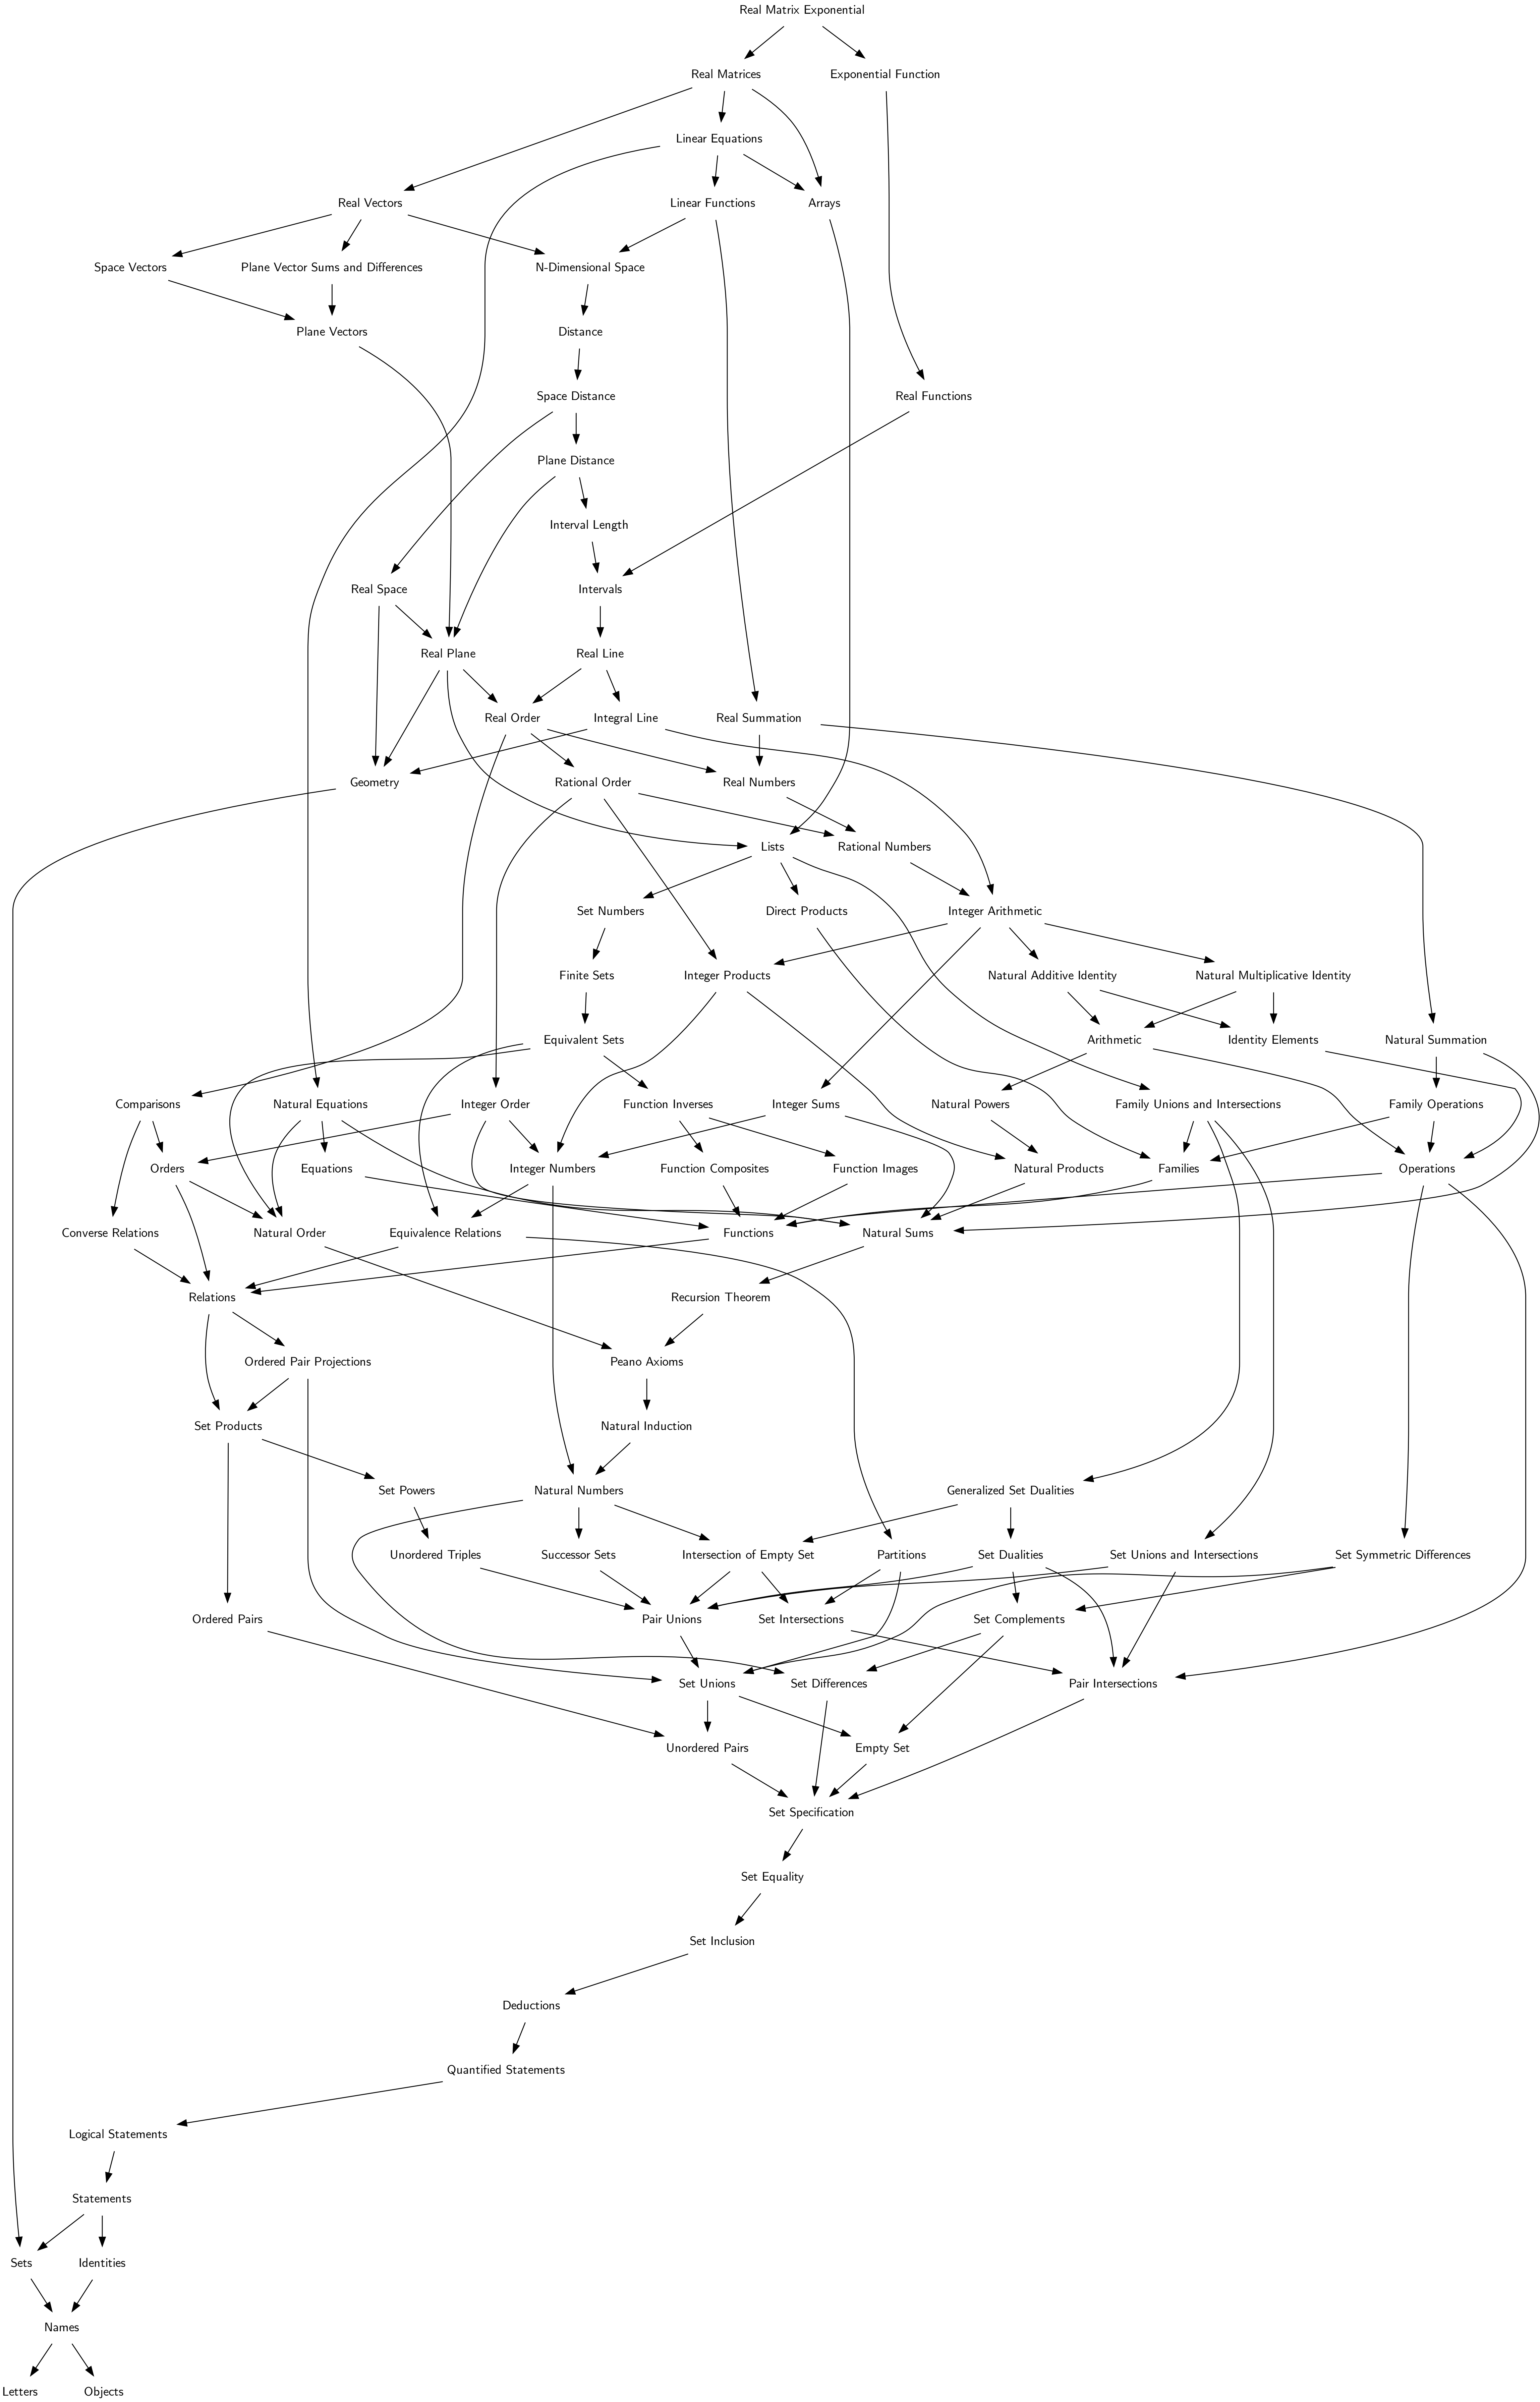 Real Matrix Exponential
Real Matrices
Exponential Function
Linear Equations
Real Vectors
Linear Functions
Arrays
Space Vectors
Plane Vector Sums and Differences
N-Dimensional Space
Plane Vectors
Distance
Space Distance
Real Functions
Plane Distance
Interval Length
Real Space
Intervals
Real Plane
Real Line
Real Order
Integral Line
Real Summation
Geometry
Rational Order
Real Numbers
Lists
Rational Numbers
Set Numbers
Direct Products
Integer Arithmetic
Finite Sets
Integer Products
Natural Additive Identity
Natural Multiplicative Identity
Equivalent Sets
Arithmetic
Identity Elements
Natural Summation
Comparisons
Natural Equations
Integer Order
Function Inverses
Integer Sums
Natural Powers
Family Unions and Intersections
Family Operations
Orders
Equations
Integer Numbers
Function Composites
Function Images
Natural Products
Families
Operations
Converse Relations
Natural Order
Equivalence Relations
Functions
Natural Sums
Relations
Recursion Theorem
Ordered Pair Projections
Peano Axioms
Set Products
Natural Induction
Set Powers
Natural Numbers
Generalized Set Dualities
Unordered Triples
Successor Sets
Intersection of Empty Set
Partitions
Set Dualities
Set Unions and Intersections
Set Symmetric Differences
Ordered Pairs
Pair Unions
Set Intersections
Set Complements
Set Unions
Set Differences
Pair Intersections
Unordered Pairs
Empty Set
Set Specification
Set Equality
Set Inclusion
Deductions
Quantified Statements
Logical Statements
Statements
Sets
Identities
Names
Letters
Objects